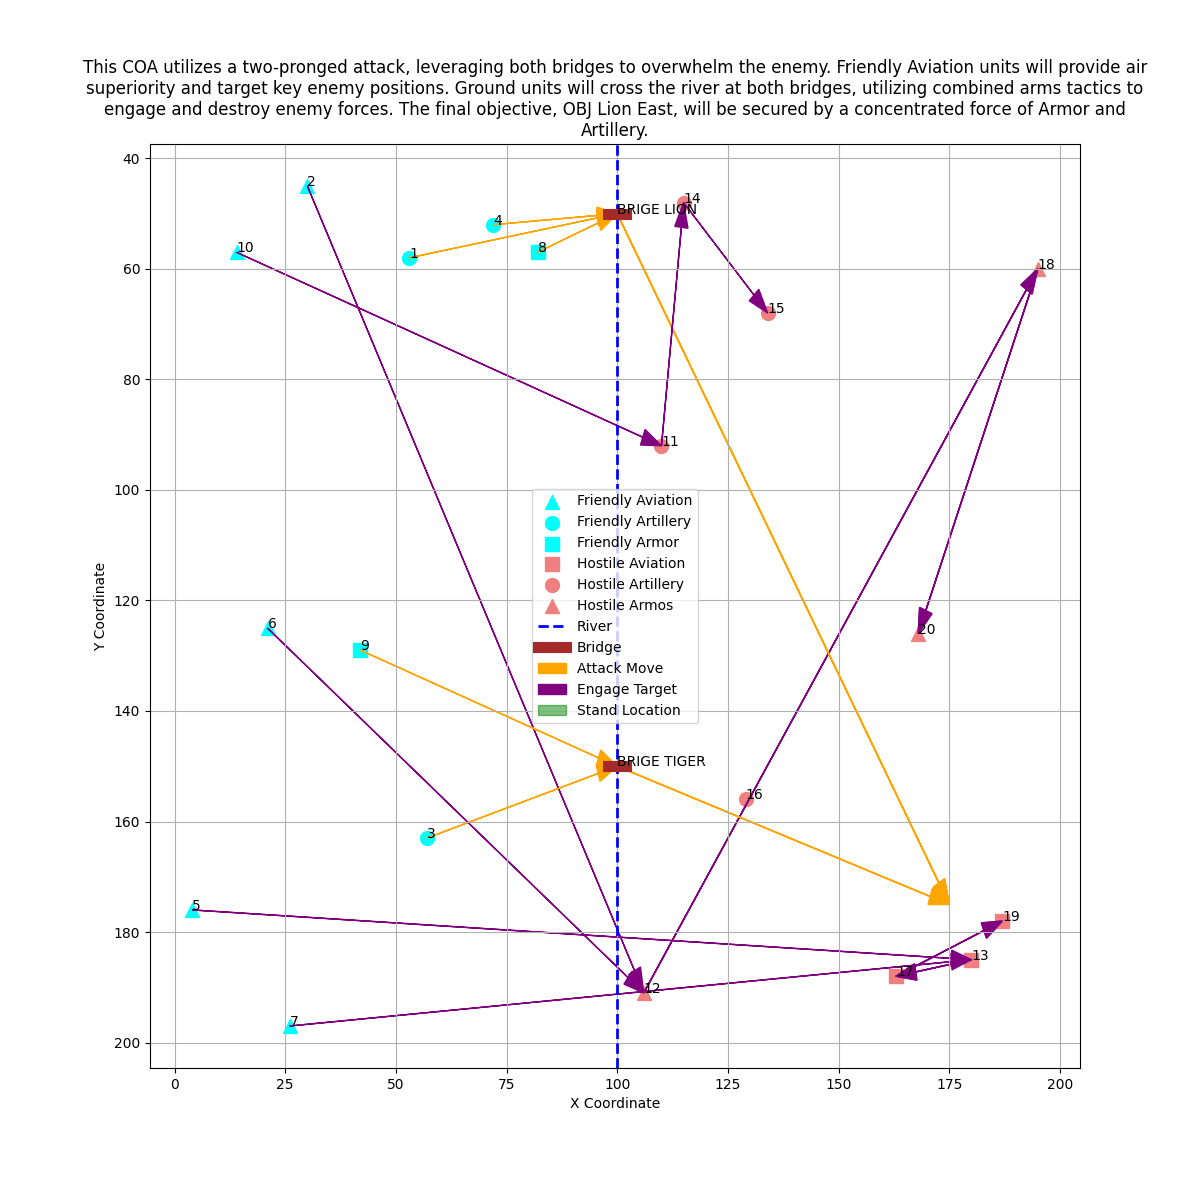 This COA utilizes a two-pronged attack, leveraging both bridges to overwhelm the enemy. Friendly Aviation units will provide air
superiority and target key enemy positions. Ground units will cross the river at both bridges, utilizing combined arms tactics to
engage and destroy enemy forces. The final objective, OBJ Lion East, will be secured by a concentrated force of Armor and
Artillery.
40
60
80
100
120
140
160
180
200
Y Coordinate
2
14
BRIGE LION
4
10
1
8
18
15
11
Friendly Aviation
Friendly Artillery
Friendly Armor
Hostile Aviation
Hostile Artillery
Hostile Armos
River
Bridge
Attack Move
Engage Target
Stand Location
6
20
9
BRIGE TIGER
16
3
5
19
13
17
12
7
0
25
50
75
100
125
150
175
200
X Coordinate